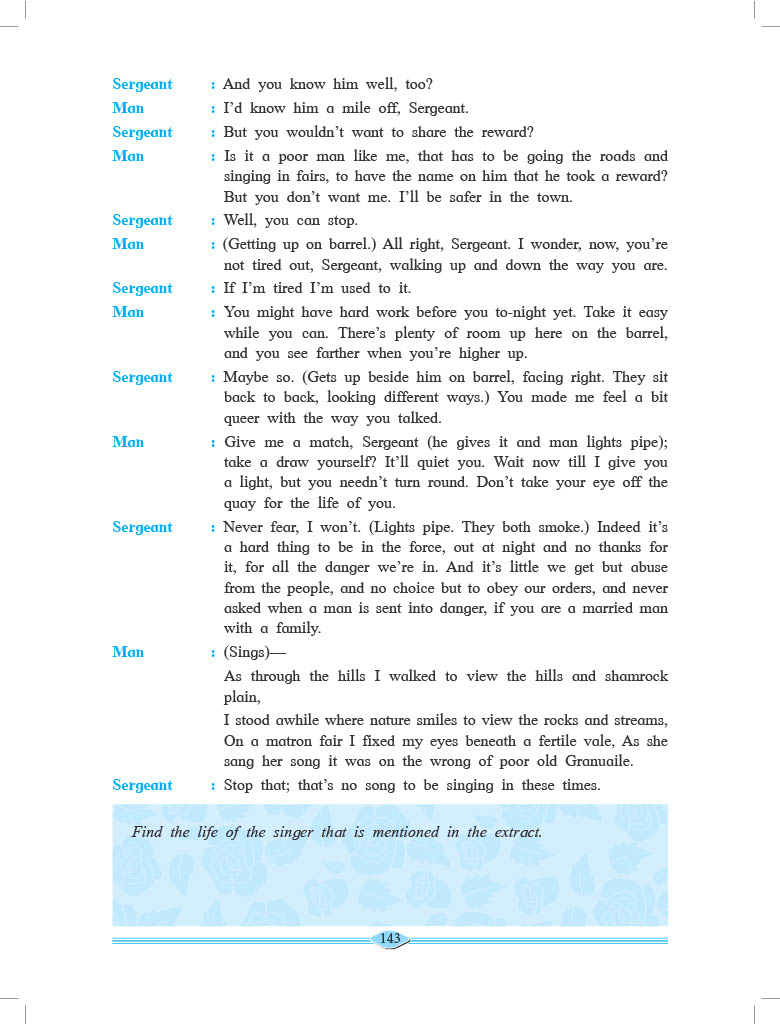 Sergeant : And you know him well, too?
Man : I’d know him a mile off, Sergeant.
Sergeant : But you wouldn’t want to share the reward?
Man : Is it a poor man like me, that has to be going the roads and
singing in fairs, to have the name on him that he took a reward?
But you don’t want me. I’ll be safer in the town.
Sergeant : Well, you can stop.
Man : (Getting up on barrel.) All right, Sergeant. I wonder, now, you’re
not tired out, Sergeant, walking up and down the way you are.
Sergeant : If I’m tired I’m used to it.
Man : You might have hard work before you to-night yet. Take it easy
while you can. There’s plenty of room up here on the barrel,
and you see farther when you’re higher up.
Sergeant : Maybe so. (Gets up beside him on barrel, facing right. They sit
back to back, looking different ways.) You made me feel a bit
queer with the way you talked.
Man : Give me a match, Sergeant (he gives it and man lights pipe);
take a draw yourself? It’ll quiet you. Wait now till I give you
a light, but you needn’t turn round. Don’t take your eye off the
quay for the life of you.
Sergeant : Never fear, I won’t. (Lights pipe. They both smoke.) Indeed it’s
a hard thing to be in the force, out at night and no thanks for
it, for all the danger we’re in. And it’s little we get but abuse
from the people, and no choice but to obey our orders, and never
asked when a man is sent into danger, if you are a married man
with a family.
Man : (Sings)—
As through the hills I walked to view the hills and shamrock
plain,
I stood awhile where nature smiles to view the rocks and streams,
On a matron fair I fixed my eyes beneath a fertile vale, As she
sang her song it was on the wrong of poor old Granuaile.
Sergeant : Stop that; that’s no song to be singing in these times.
Find the life of the singer that is mentioned in the extract.
143